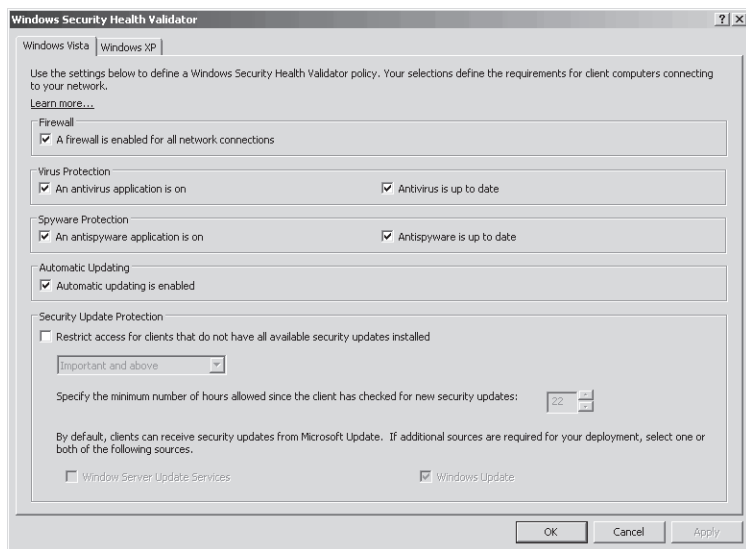 Windows Security Health Validator
Windows Vista
Windows XP
Use the settings below to define a Windows Security Health Validator policy. Your selections define the requirements for client computers connecting
to your network.
Learn more...
Firewall
A firewall is enabled for all network connections
Virus Protection
An antivirus application is on
Antivirus is up to date
Spyware Protection
An antispyware application is on
Antispyware is up to date
Automatic Updating
Automatic updating is enabled
Security Update Protection
Restrict access for clients that do not have all available security updates installed
Important and above
Specify the minimum number of hours allowed since the client has checked for new security updates:
22
By default, clients can receive security updates from Microsoft Update. If additional sources are required for your deployment, select one or
both of the following sources.
Window Server Update Services
Windows Update
OK
Cancel
Apply